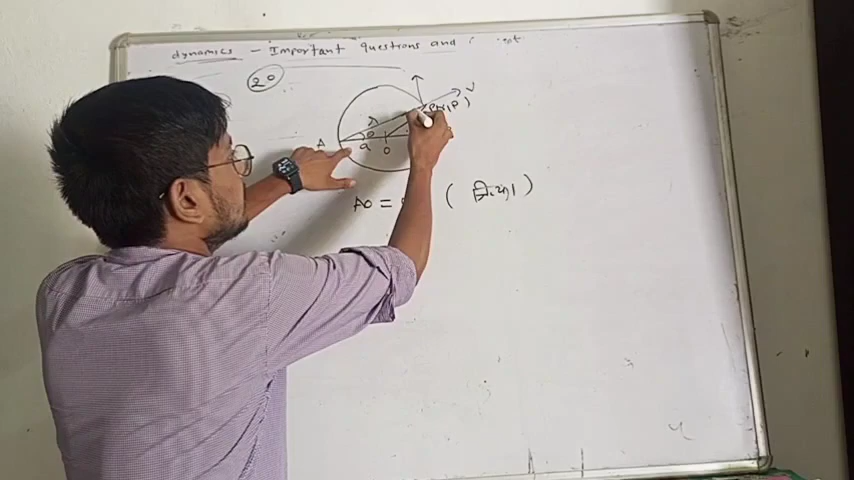 dynamics - Important questions and
20
V
A
a
θ
O
AO =
( त्रिज्या )